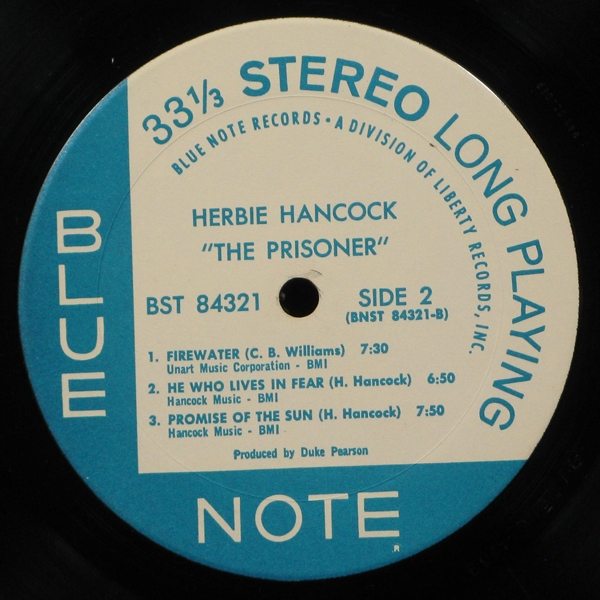 33⅓ STEREO LONG PLAYING
BLUE NOTE RECORDS • A DIVISION OF LIBERTY RECORDS, INC.
HERBIE HANCOCK
"THE PRISONER"
BST 84321
SIDE 2
(BNST 84321-B)
1. FIREWATER (C. B. Williams) 7:30
Unart Music Corporation - BMI
2. HE WHO LIVES IN FEAR (H. Hancock) 6:50
Hancock Music - BMI
3. PROMISE OF THE SUN (H. Hancock) 7:50
Hancock Music - BMI
Produced by Duke Pearson
BLUE
NOTE